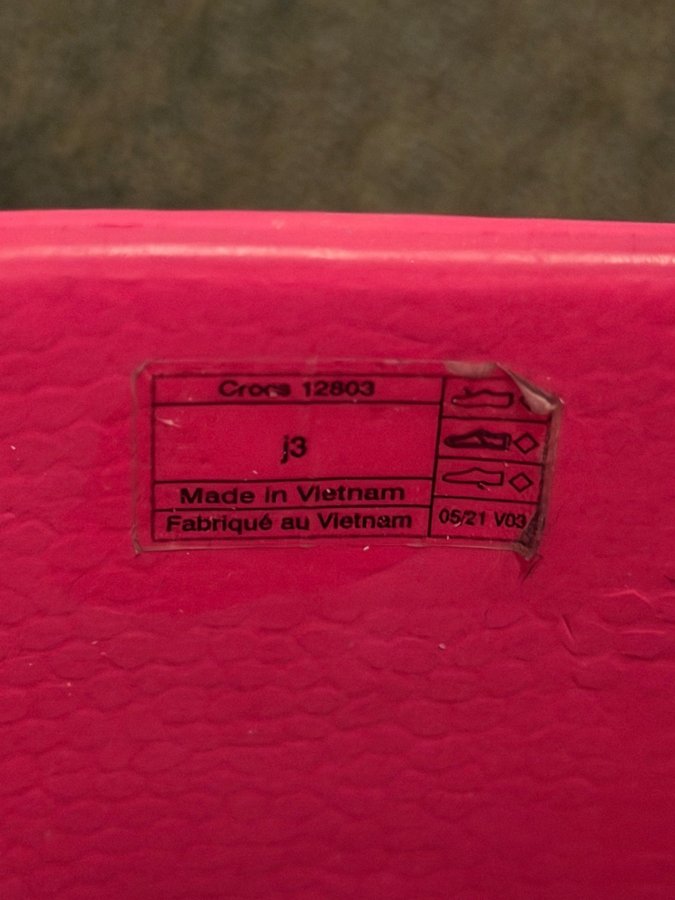 Crocs 12803
j3
Made in Vietnam
Fabriqué au Vietnam
05/21 V03